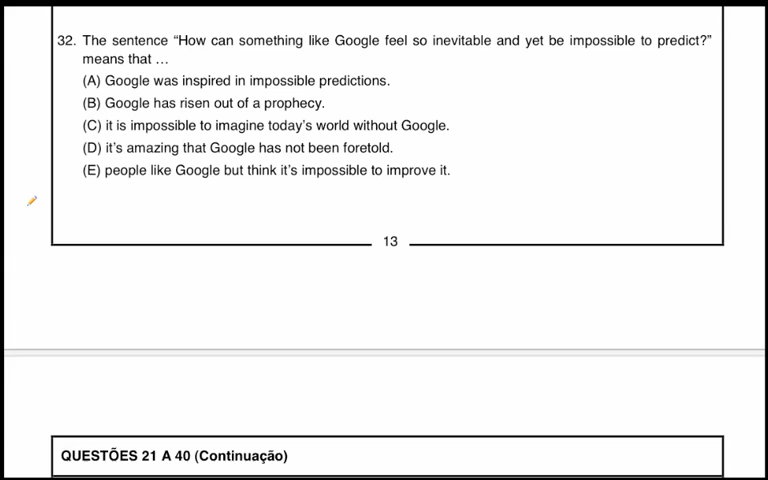 32. The sentence “How can something like Google feel so inevitable and yet be impossible to predict?”
means that …
(A) Google was inspired in impossible predictions.
(B) Google has risen out of a prophecy.
(C) it is impossible to imagine today’s world without Google.
(D) it’s amazing that Google has not been foretold.
(E) people like Google but think it’s impossible to improve it.
13
QUESTÕES 21 A 40 (Continuação)